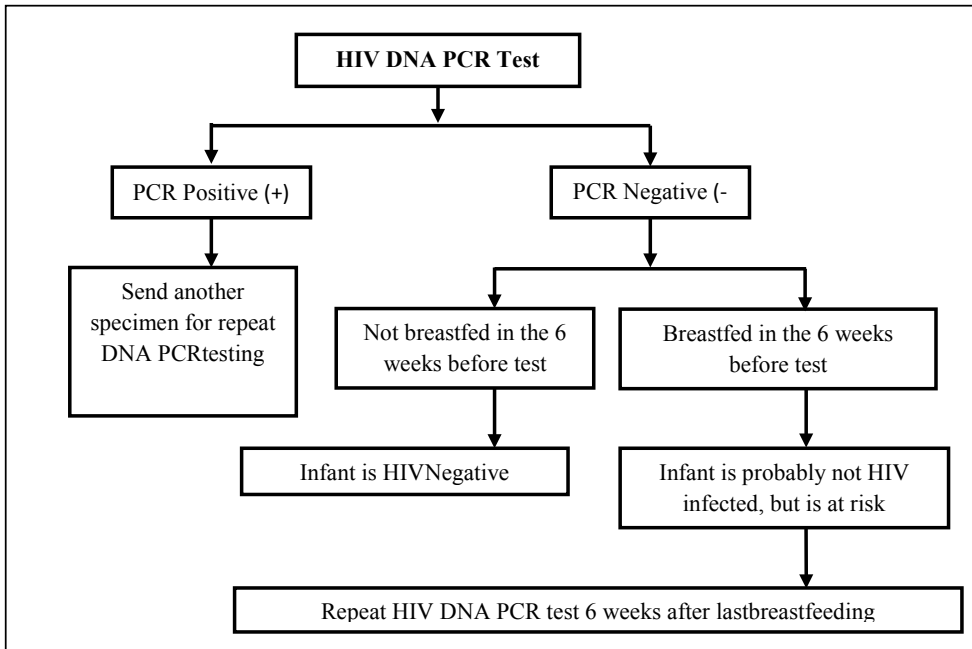 HIV DNA PCR Test
PCR Positive (+)
PCR Negative (-
Send another
specimen for repeat
DNA PCRtesting
Not breastfed in the 6
weeks before test
Breastfed in the 6 weeks
before test
Infant is HIVNegative
Infant is probably not HIV
infected, but is at risk
Repeat HIV DNA PCR test 6 weeks after lastbreastfeeding